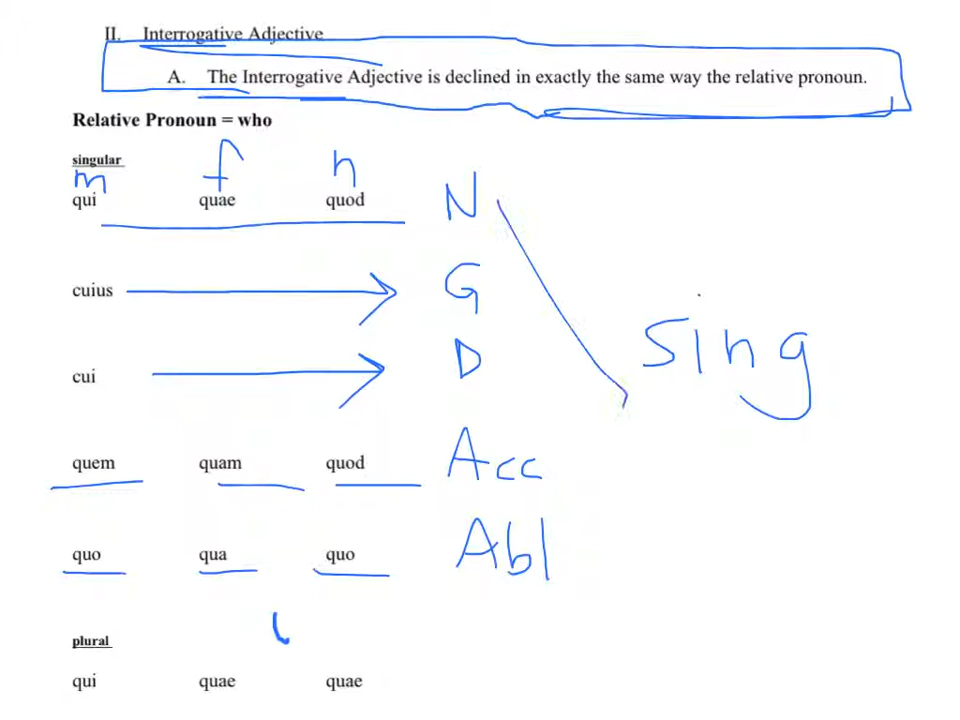 II. Interrogative Adjective
A. The Interrogative Adjective is declined in exactly the same way the relative pronoun.
Relative Pronoun = who
singular
m f n
qui quae quod N
cuius G
sing
cui D
quem quam quod Acc
quo qua quo Abl
plural
qui quae quae